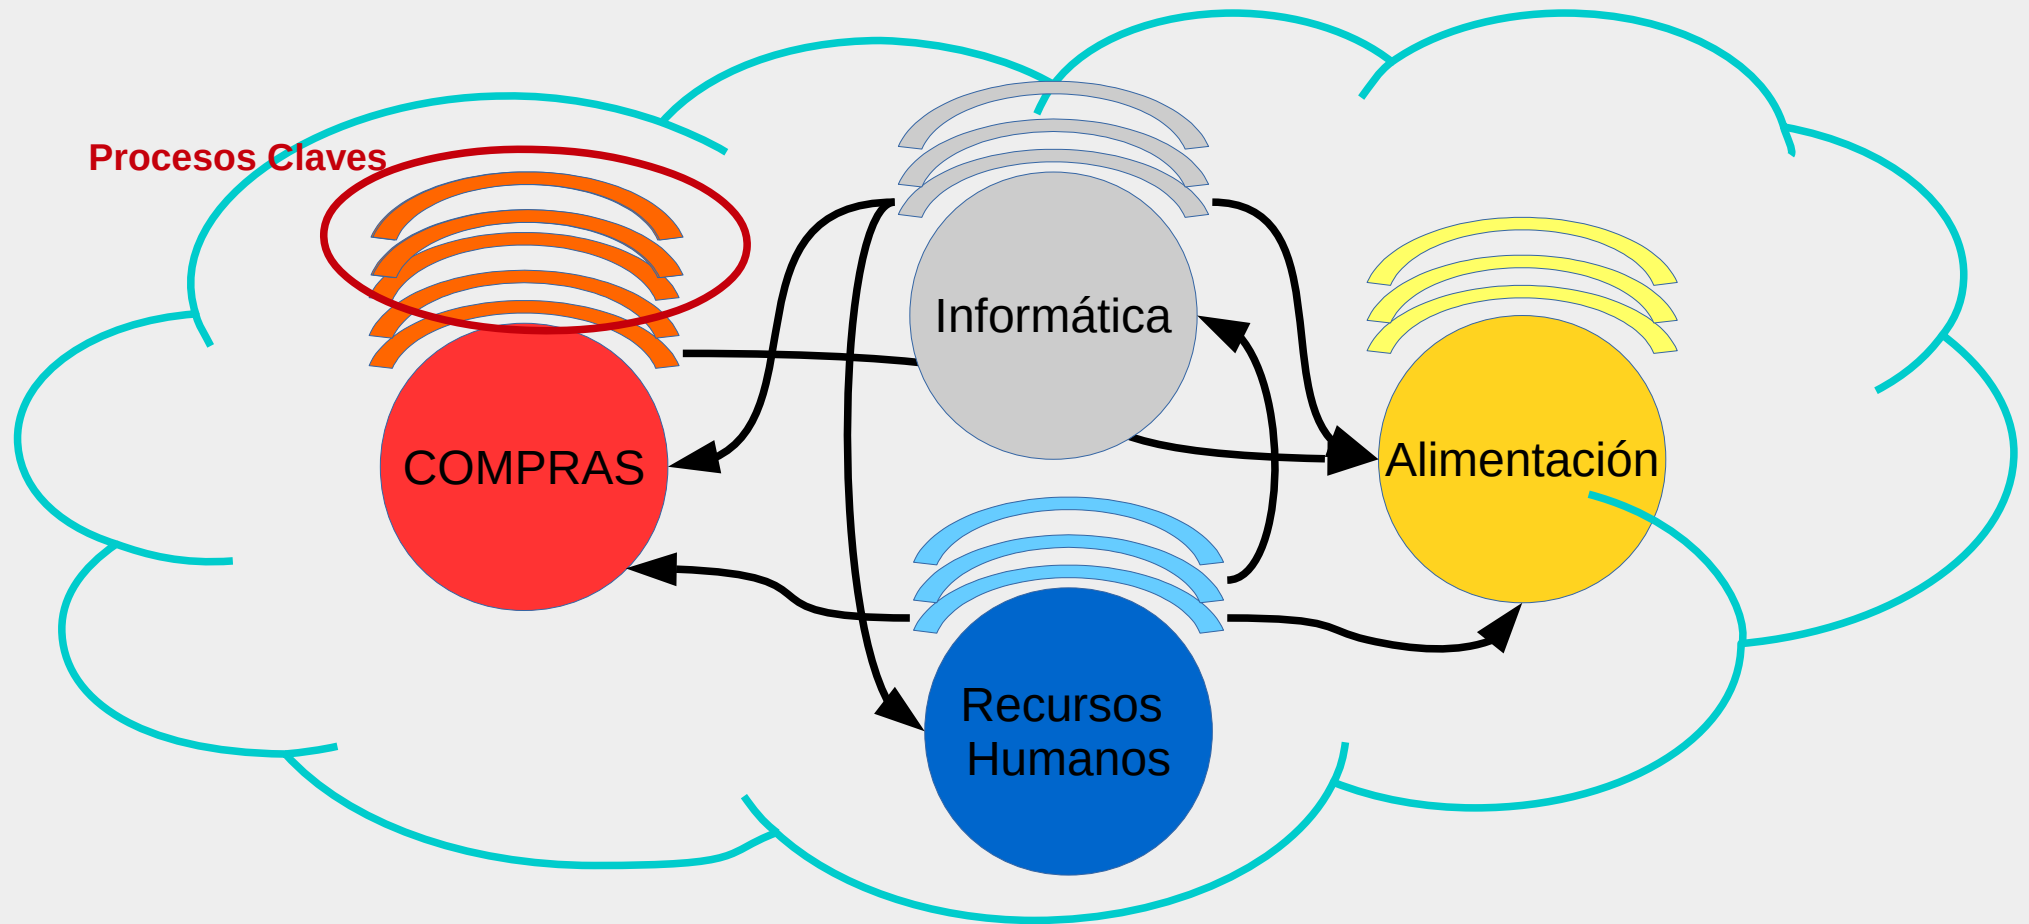 Procesos Claves
Informática
COMPRAS
Alimentación
Recursos
Humanos